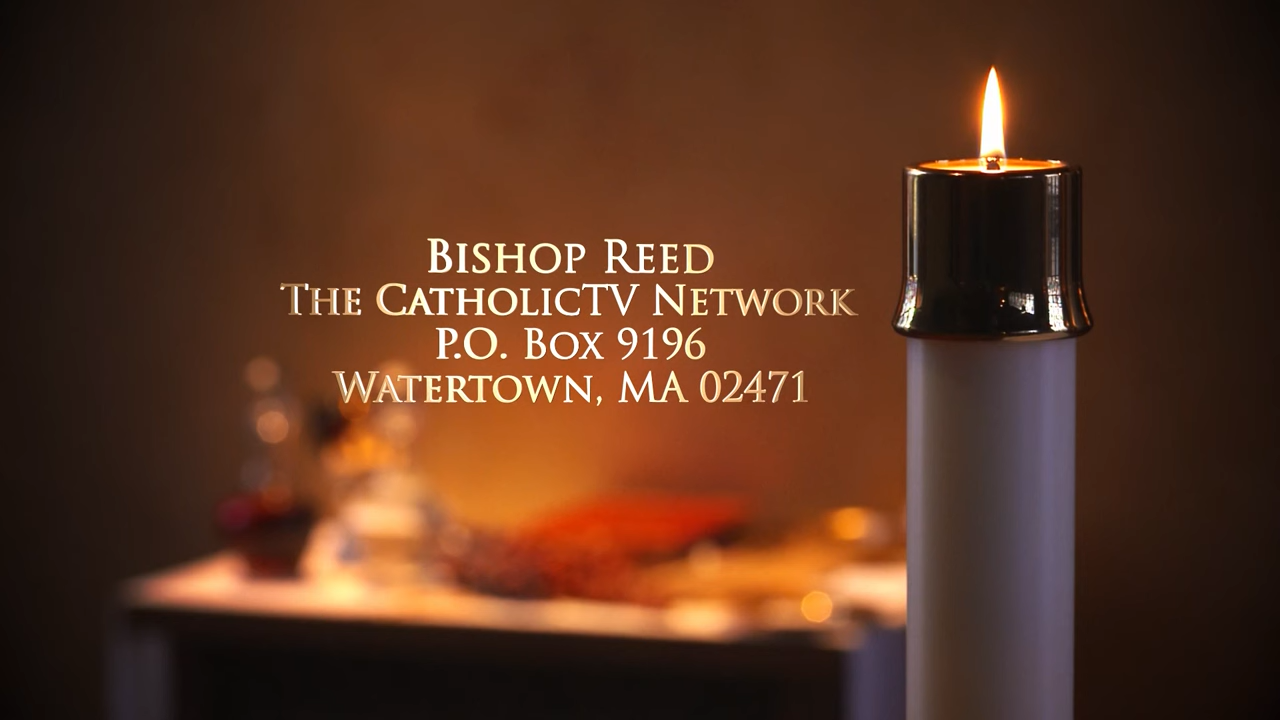 Bishop Reed
The CatholicTV Network
P.O. Box 9196
Watertown, MA 02471